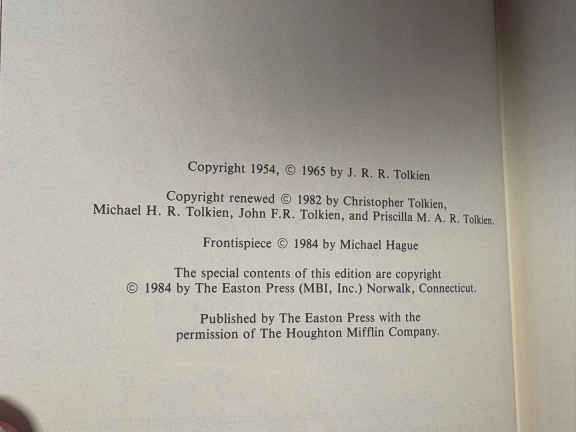 Copyright 1954, © 1965 by J. R. R. Tolkien
Copyright renewed © 1982 by Christopher Tolkien,
Michael H. R. Tolkien, John F.R. Tolkien, and Priscilla M. A. R. Tolkien.
Frontispiece © 1984 by Michael Hague
The special contents of this edition are copyright
© 1984 by The Easton Press (MBI, Inc.) Norwalk, Connecticut.
Published by The Easton Press with the
permission of The Houghton Mifflin Company.